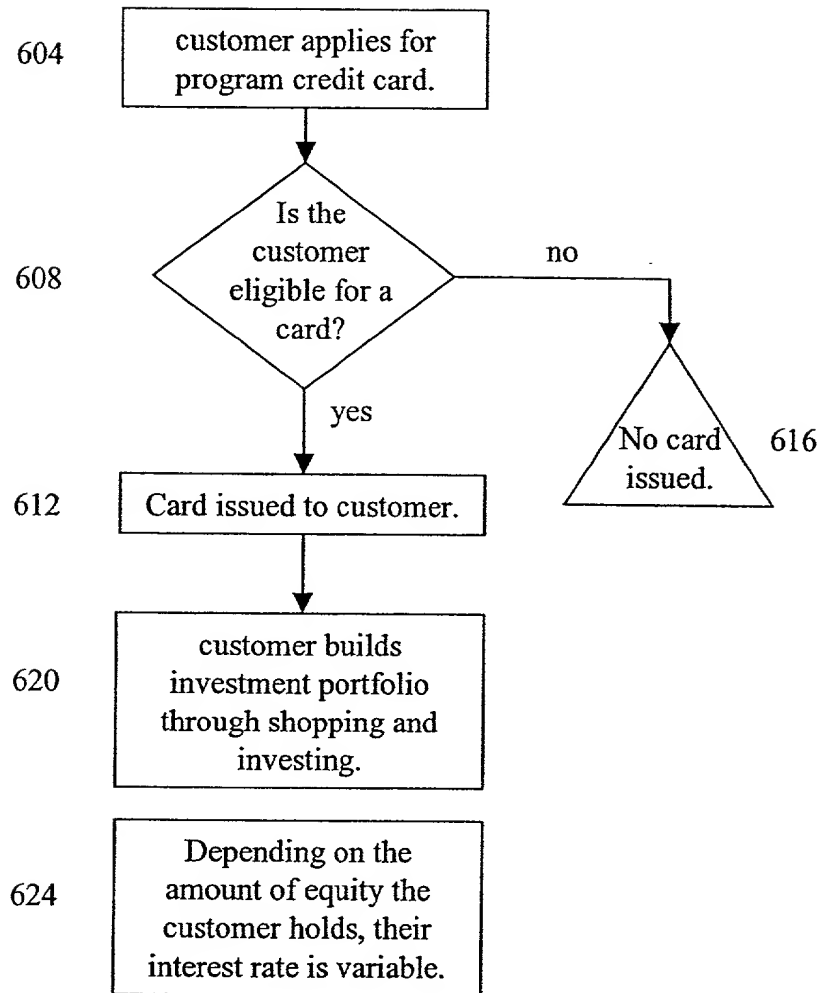 604
customer applies for
program credit card.
608
Is the
customer
eligible for a
card?
no
yes
No card
issued.
616
612
Card issued to customer.
620
customer builds
investment portfolio
through shopping and
investing.
624
Depending on the
amount of equity the
customer holds, their
interest rate is variable.